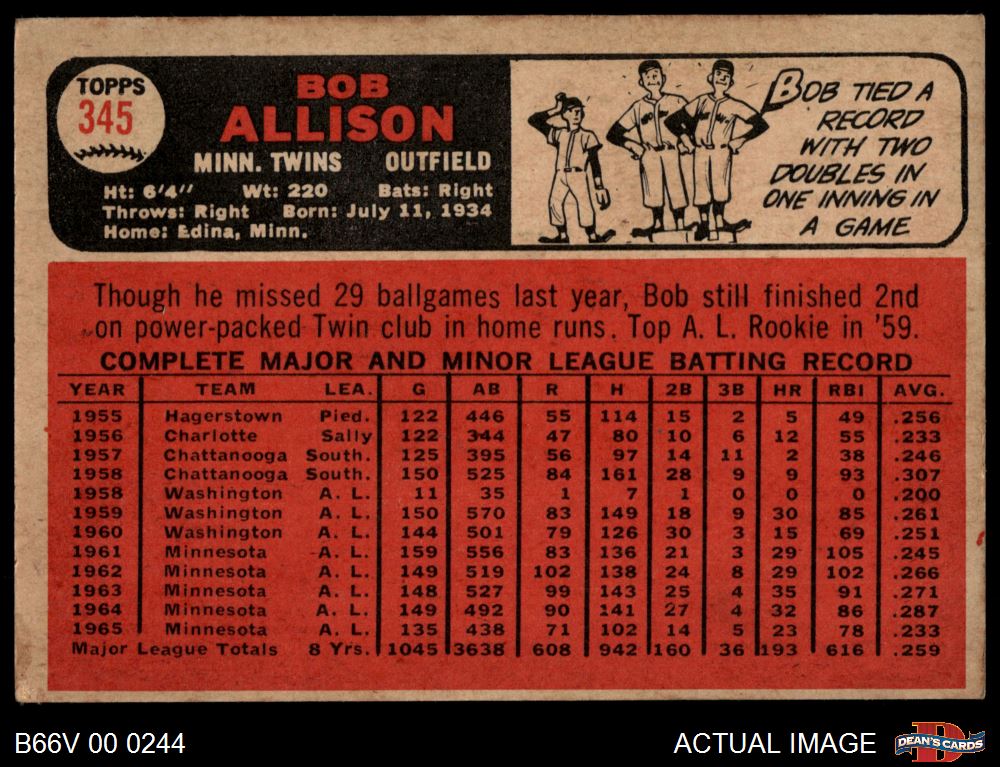 TOPPS
345
BOB
ALLISON
MINN. TWINS OUTFIELD
Ht: 6'4" Wt: 220 Bats: Right
Throws: Right Born: July 11, 1934
Home: Edina, Minn.
BOB TIED A
RECORD
WITH TWO
DOUBLES IN
ONE INNING IN
A GAME
Though he missed 29 ballgames last year, Bob still finished 2nd
on power-packed Twin club in home runs. Top A. L. Rookie in '59.
COMPLETE MAJOR AND MINOR LEAGUE BATTING RECORD
YEAR TEAM LEA. G AB R H 2B 3B HR RBI AVG.
1955 Hagerstown Pied. 122 446 55 114 15 2 5 49 .256
1956 Charlotte Sally 122 344 47 80 10 6 12 55 .233
1957 Chattanooga South. 125 395 56 97 14 11 2 38 .246
1958 Chattanooga South. 150 525 84 161 28 9 9 93 .307
1958 Washington A. L. 11 35 1 7 1 0 0 0 .200
1959 Washington A. L. 150 570 83 149 18 9 30 85 .261
1960 Washington A. L. 144 501 79 126 30 3 15 69 .251
1961 Minnesota A. L. 159 556 83 136 21 3 29 105 .245
1962 Minnesota A. L. 149 519 102 138 24 8 29 102 .266
1963 Minnesota A. L. 148 527 99 143 25 4 35 91 .271
1964 Minnesota A. L. 149 492 90 141 27 4 32 86 .287
1965 Minnesota A. L. 135 438 71 102 14 5 23 78 .233
Major League Totals 8 Yrs. 1045 3638 608 942 160 36 193 616 .259
B66V 00 0244 ACTUAL IMAGE
DEAN'S CARDS